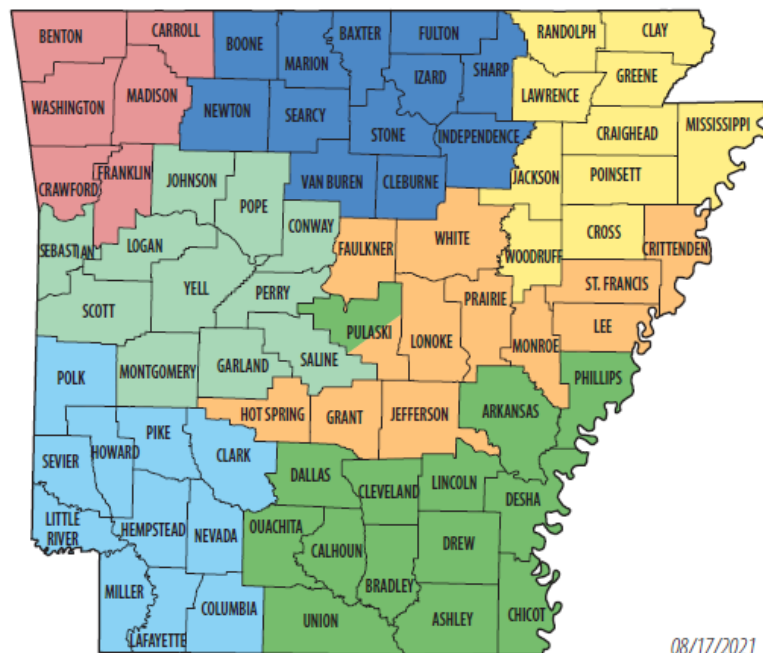 BENTON
CARROLL
BOONE
MARION
BAXTER
FULTON
IZARD
SHARP
RANDOLPH
CLAY
GREENE
LAWRENCE
WASHINGTON
MADISON
NEWTON
SEARCY
STONE
INDEPENDENCE
CRAIGHEAD
MISSISSIPPI
CRAWFORD
FRANKLIN
JOHNSON
POPE
VAN BUREN
CLEBURNE
JACKSON
POINSETT
SEBASTIAN
LOGAN
CONWAY
FAULKNER
WHITE
WOODRUFF
CROSS
CRITTENDEN
SCOTT
YELL
PERRY
PULASKI
LONOKE
PRAIRIE
MONROE
ST. FRANCIS
LEE
POLK
MONTGOMERY
GARLAND
SALINE
PHILLIPS
HOT SPRING
GRANT
JEFFERSON
ARKANSAS
SEVIER
HOWARD
PIKE
CLARK
DALLAS
CLEVELAND
LINCOLN
DESHA
LITTLE
RIVER
HEMPSTEAD
NEVADA
OUACHITA
CALHOUN
BRADLEY
DREW
MILLER
LAFAYETTE
COLUMBIA
UNION
ASHLEY
CHICOT
08/17/2021